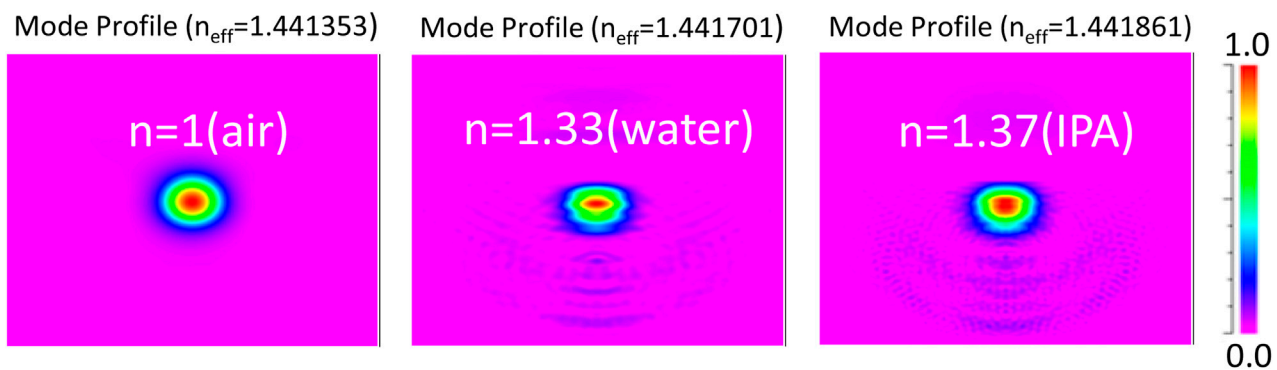 Mode Profile (neff=1.441353)
Mode Profile (neff=1.441701)
Mode Profile (neff=1.441861)
1.0
n=1(air)
n=1.33(water)
n=1.37(IPA)
0.0